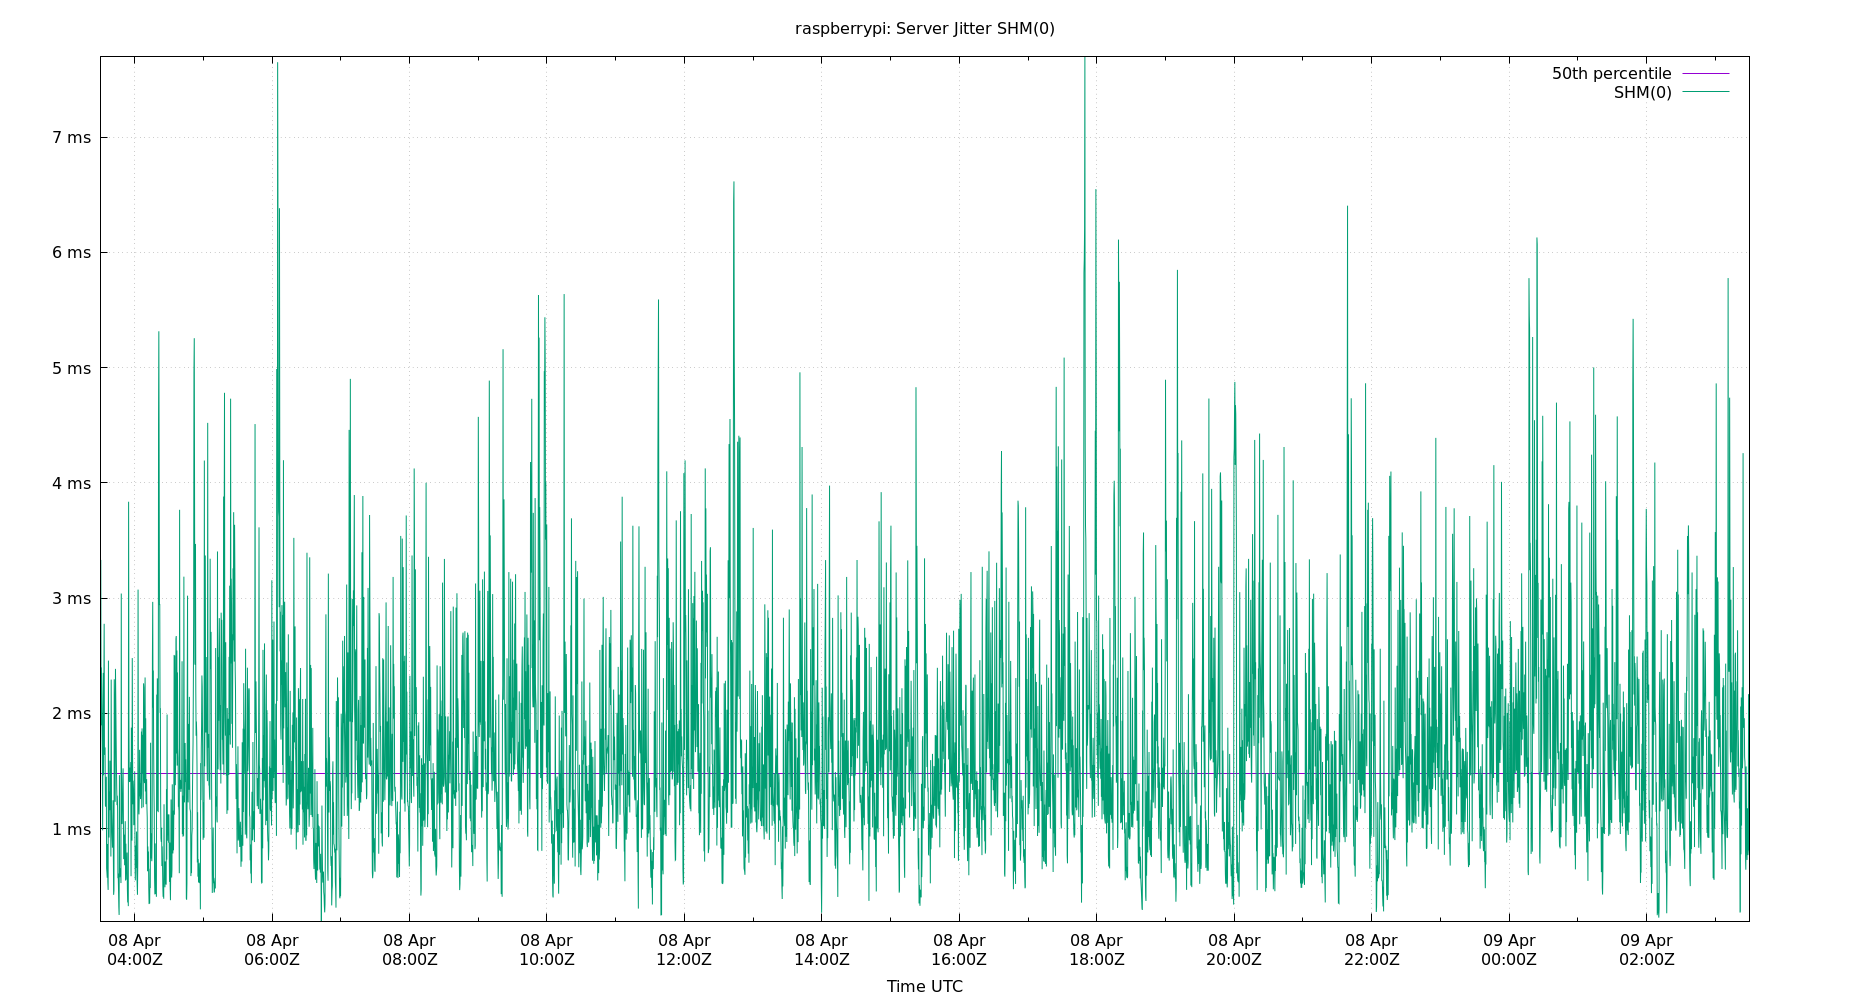 raspberrypi: Server Jitter SHM(0)
50th percentile
SHM(0)
7 ms
6 ms
5 ms
4 ms
3 ms
2 ms
1 ms
08 Apr 08 Apr 08 Apr 08 Apr 08 Apr 08 Apr 08 Apr 08 Apr 08 Apr 08 Apr 09 Apr 09 Apr
04:00Z 06:00Z 08:00Z 10:00Z 12:00Z 14:00Z 16:00Z 18:00Z 20:00Z 22:00Z 00:00Z 02:00Z
Time UTC